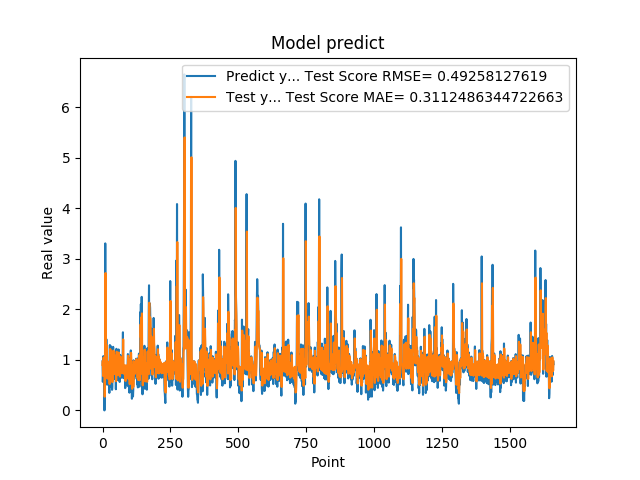 Model predict
Predict y... Test Score RMSE= 0.49258127619
Test y... Test Score MAE= 0.3112486344722663
Real value
6
5
4
3
2
1
0
0 250 500 750 1000 1250 1500
Point